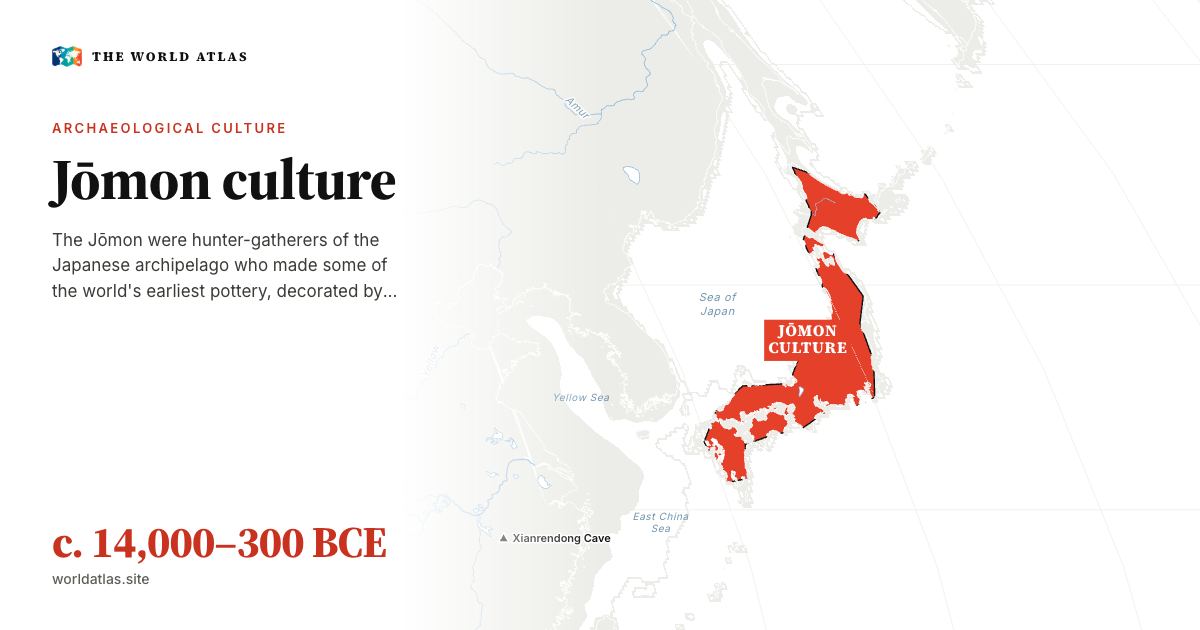 THE WORLD ATLAS
ARCHAEOLOGICAL CULTURE
Jōmon culture
The Jōmon were hunter-gatherers of the
Japanese archipelago who made some of
the world's earliest pottery, decorated by…
c. 14,000–300 BCE
worldatlas.site
Amur
Sea of
Japan
JŌMON
CULTURE
Yellow
Yellow Sea
East China
Sea
Xianrendong Cave